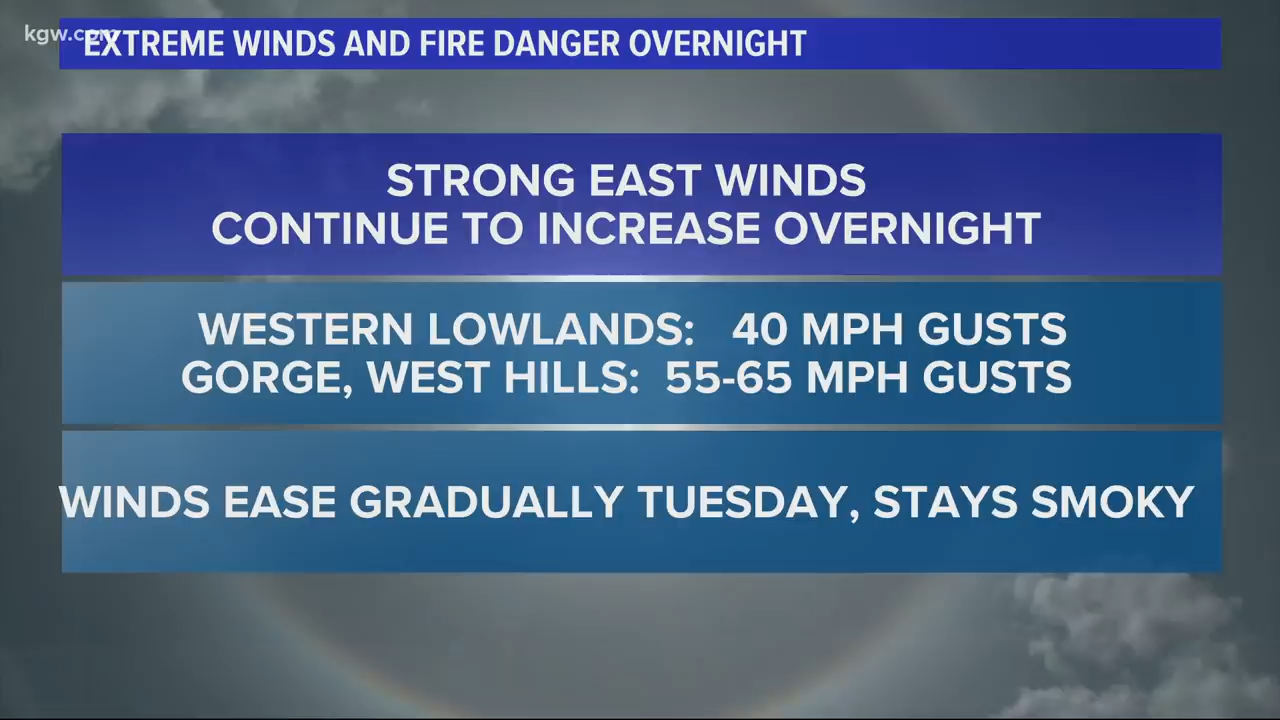 kgw.com
EXTREME WINDS AND FIRE DANGER OVERNIGHT
STRONG EAST WINDS
CONTINUE TO INCREASE OVERNIGHT
WESTERN LOWLANDS: 40 MPH GUSTS
GORGE, WEST HILLS: 55-65 MPH GUSTS
WINDS EASE GRADUALLY TUESDAY, STAYS SMOKY